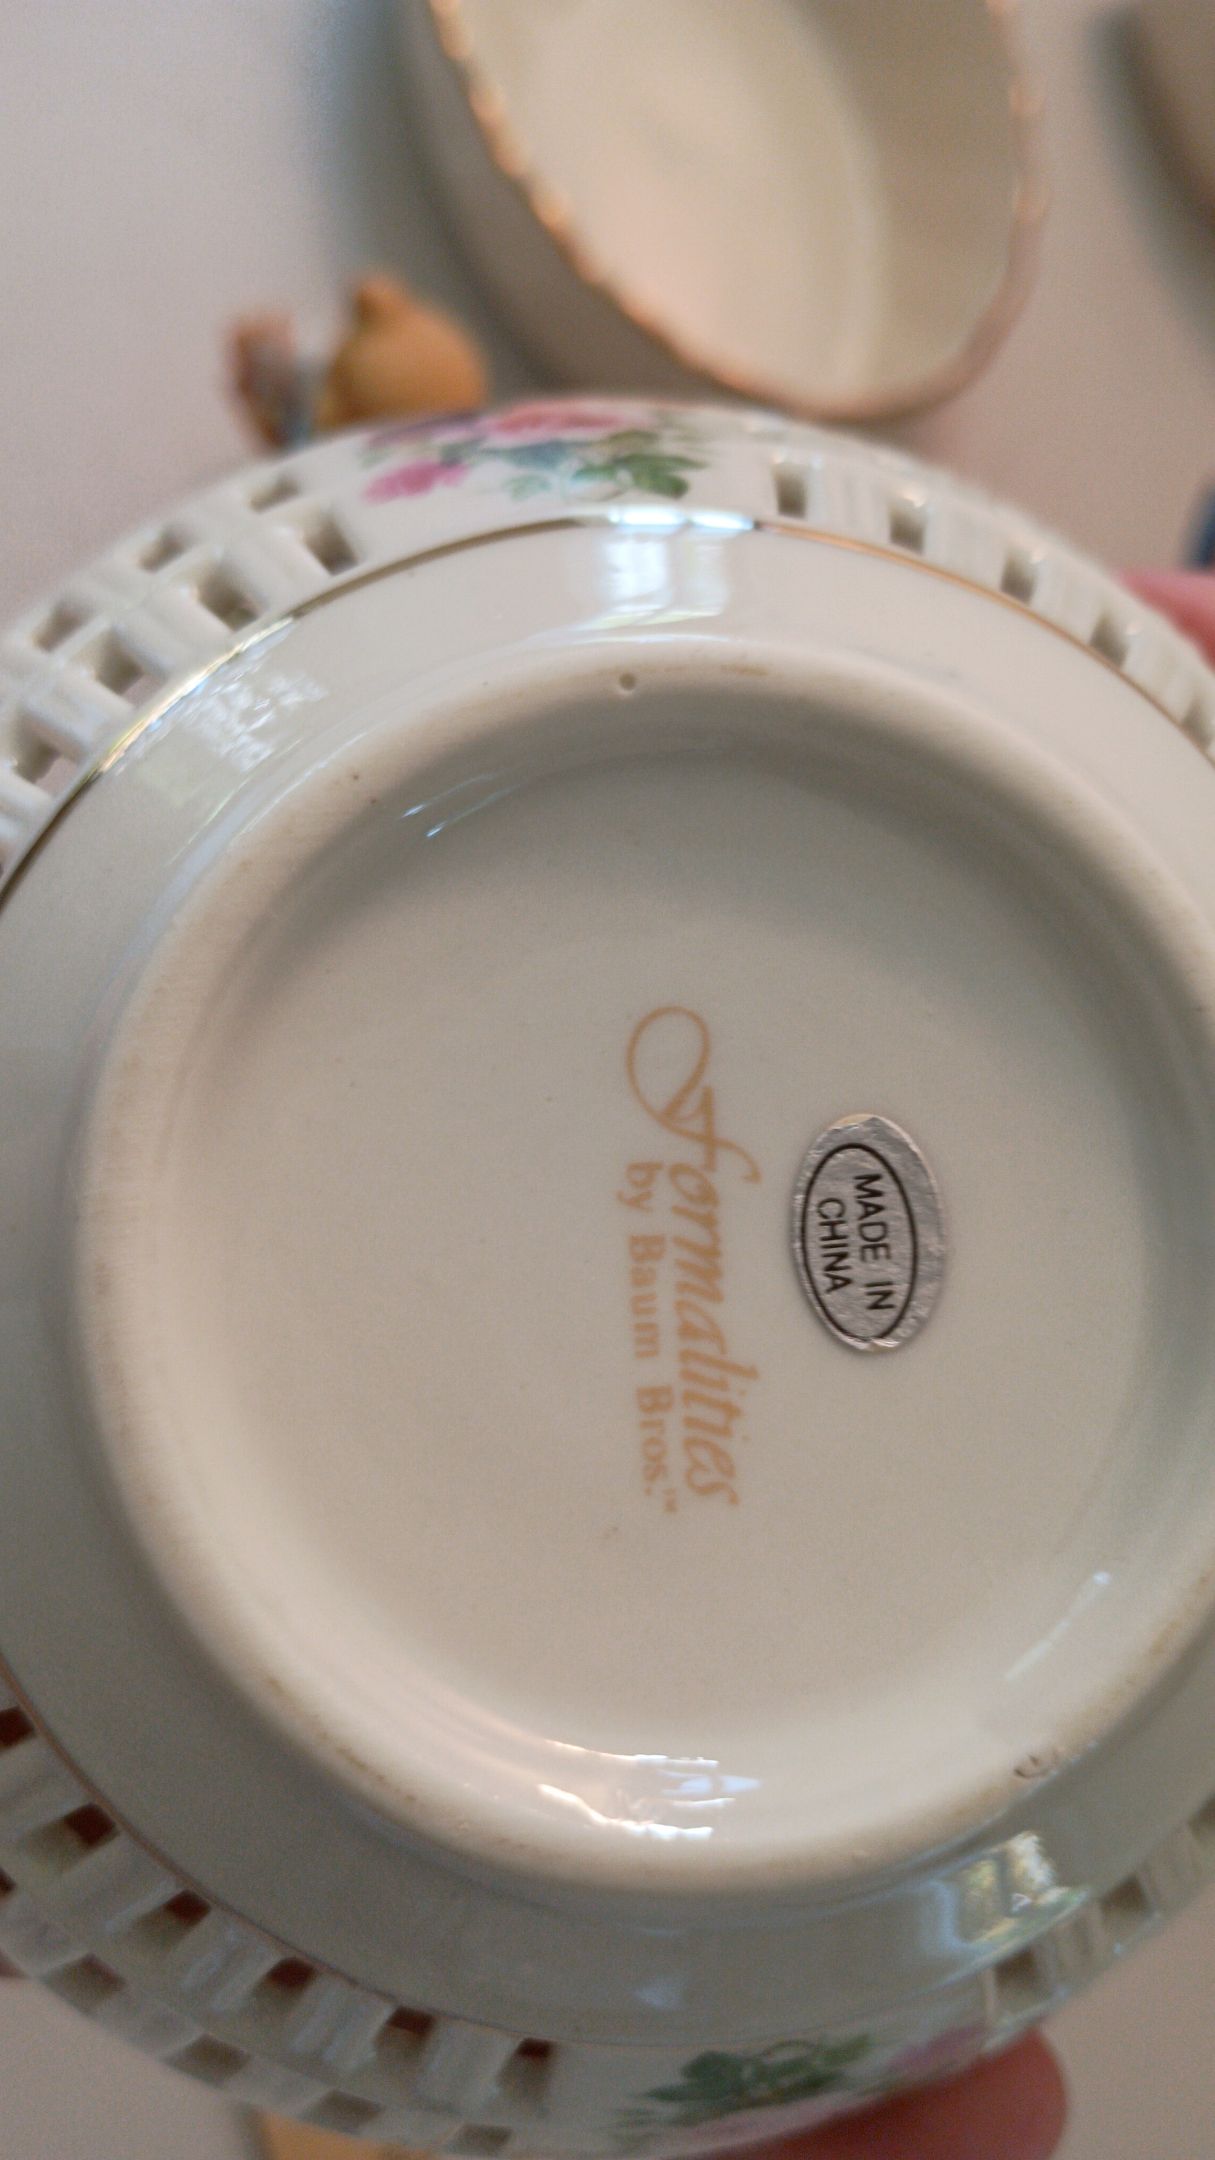 MADE IN
CHINA
Formalities
by Baum Bros.™